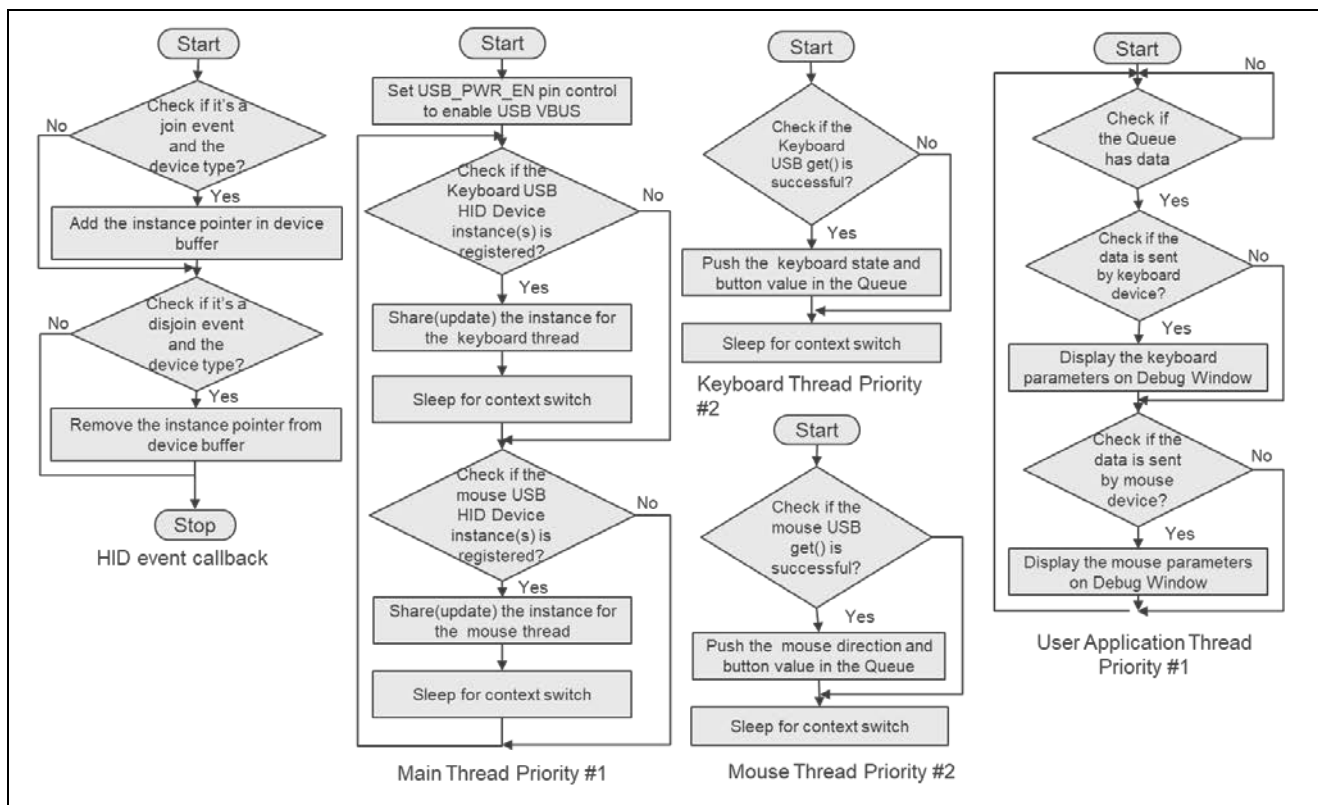 Start
Check if it's a
join event
and the
device type?
No
Yes
Add the instance pointer in device
buffer
Check if it's a
disjoin event
and the
device type?
No
Yes
Remove the instance pointer from
device buffer
Stop
HID event callback
Start
Set USB_PWR_EN pin control
to enable USB VBUS
Check if the
Keyboard USB
HID Device
instance(s) is
registered?
No
Yes
Share(update) the instance for
the keyboard thread
Sleep for context switch
Check if the
mouse USB
HID Device
instance(s) is
registered?
No
Yes
Share(update) the instance for
the mouse thread
Sleep for context switch
Main Thread Priority #1
Start
Check if the
Keyboard
USB get() is
successful?
No
Yes
Push the keyboard state and
button value in the Queue
Sleep for context switch
Keyboard Thread Priority
#2
Start
Check if the
mouse USB
get() is
successful?
No
Yes
Push the mouse direction and
button value in the Queue
Sleep for context switch
Mouse Thread Priority #2
Start
No
Check if
the Queue
has data
Yes
Check if the
data is sent
by keyboard
device?
No
Yes
Display the keyboard
parameters on Debug Window
Check if the
data is sent
by mouse
device?
No
Yes
Display the mouse parameters
on Debug Window
User Application Thread
Priority #1